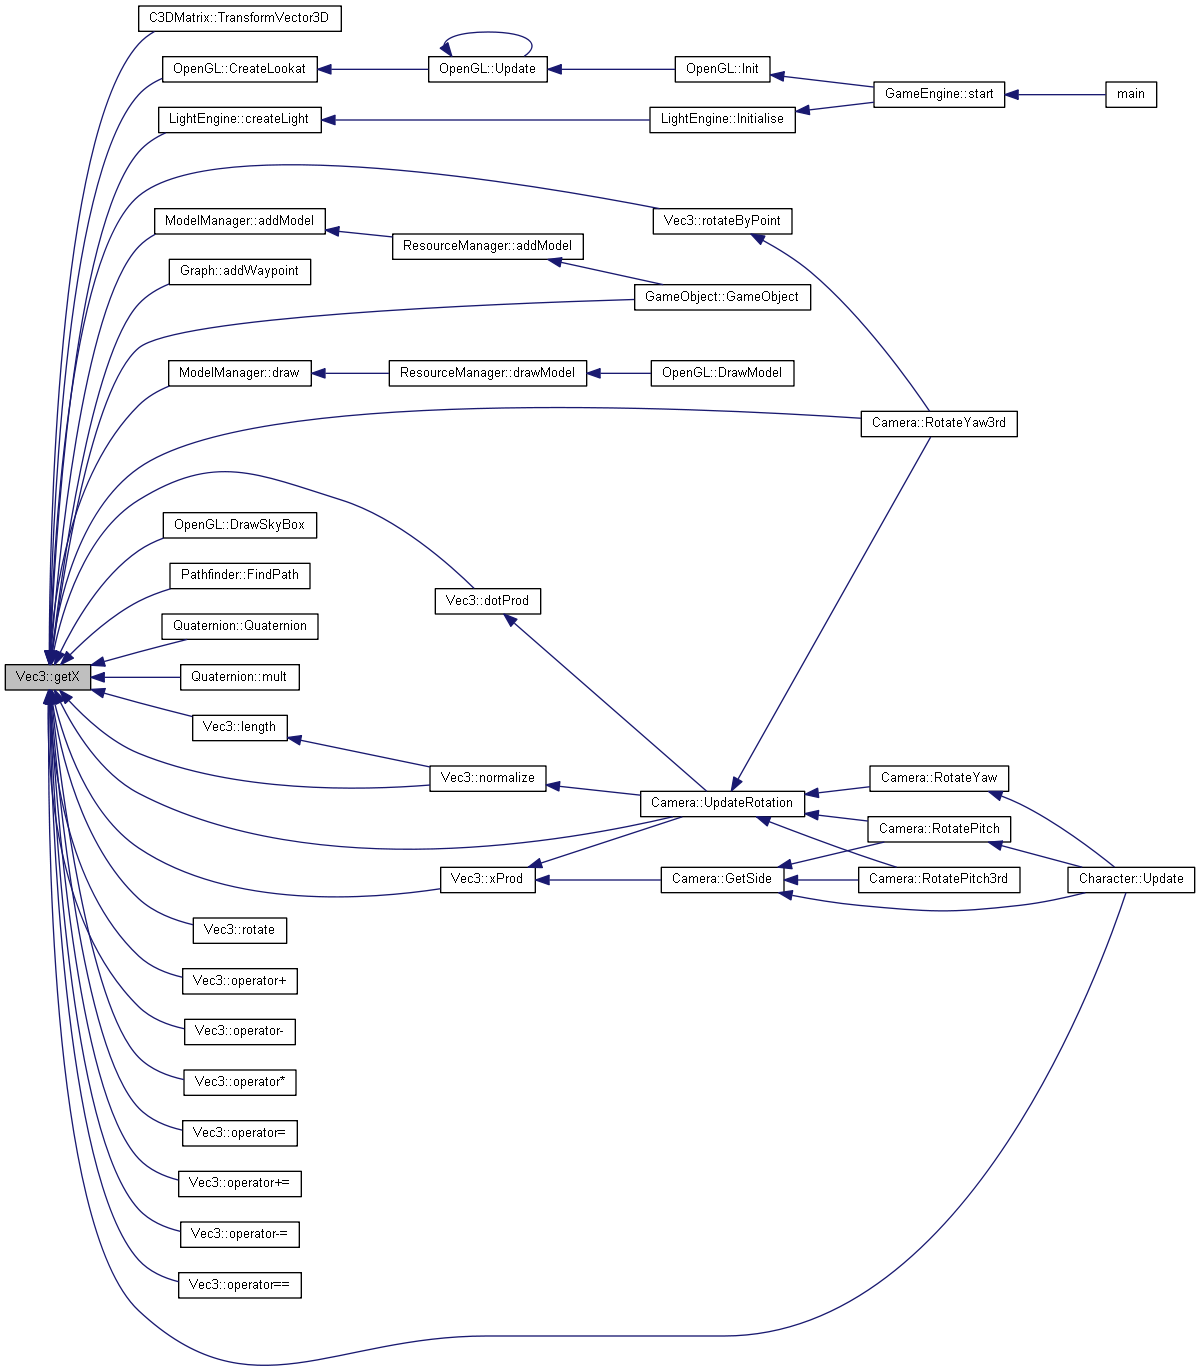 C3DMatrix::TransformVector3D
OpenGL::CreateLookat
OpenGL::Update
OpenGL::Init
GameEngine::start
main
LightEngine::createLight
LightEngine::Initialise
ModelManager::addModel
Vec3::rotateByPoint
ResourceManager::addModel
Graph::addWaypoint
GameObject::GameObject
ModelManager::draw
ResourceManager::drawModel
OpenGL::DrawModel
Camera::RotateYaw3rd
OpenGL::DrawSkyBox
Pathfinder::FindPath
Vec3::dotProd
Quaternion::Quaternion
Vec3::getX
Quaternion::mult
Vec3::length
Vec3::normalize
Camera::RotateYaw
Camera::UpdateRotation
Camera::RotatePitch
Vec3::xProd
Camera::GetSide
Camera::RotatePitch3rd
Character::Update
Vec3::rotate
Vec3::operator+
Vec3::operator-
Vec3::operator*
Vec3::operator=
Vec3::operator+=
Vec3::operator-=
Vec3::operator==